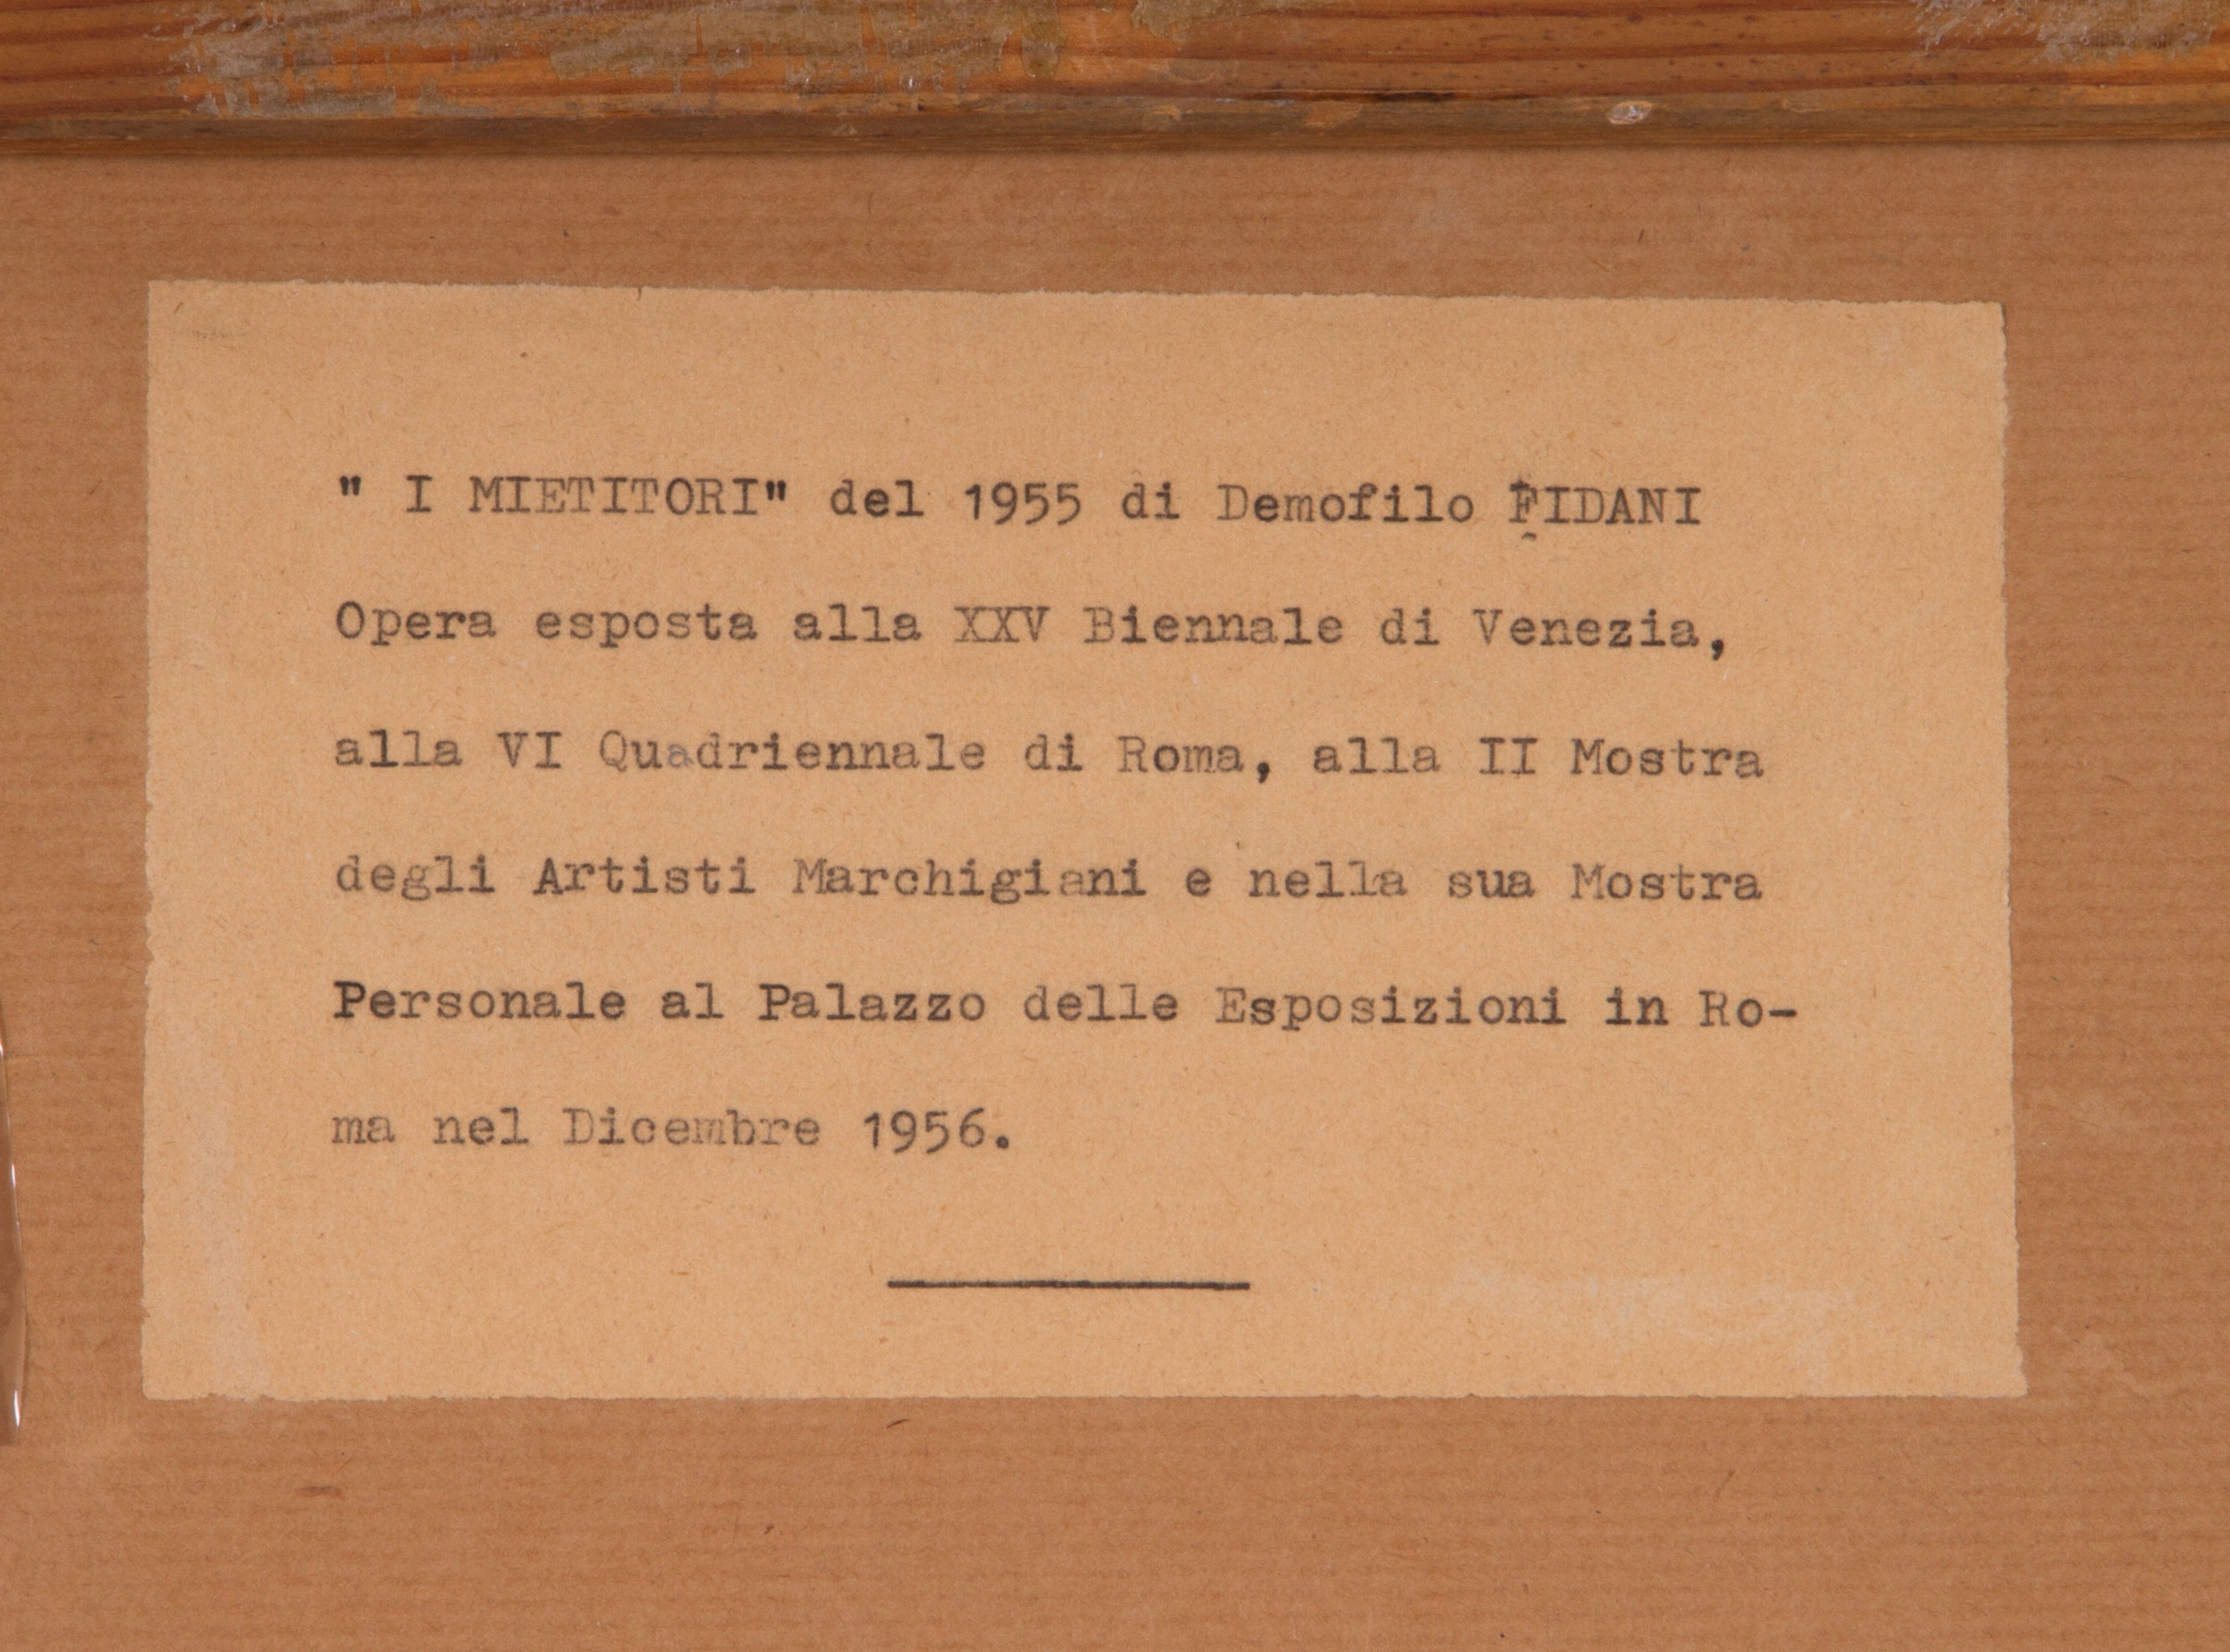 " I MIETITORI" del 1955 di Demofilo FIDANI
Opera esposta alla XXV Biennale di Venezia,
alla VI Quadriennale di Roma, alla II Mostra
degli Artisti Marchigiani e nella sua Mostra
Personale al Palazzo delle Esposizioni in Ro-
ma nel Dicembre 1956.